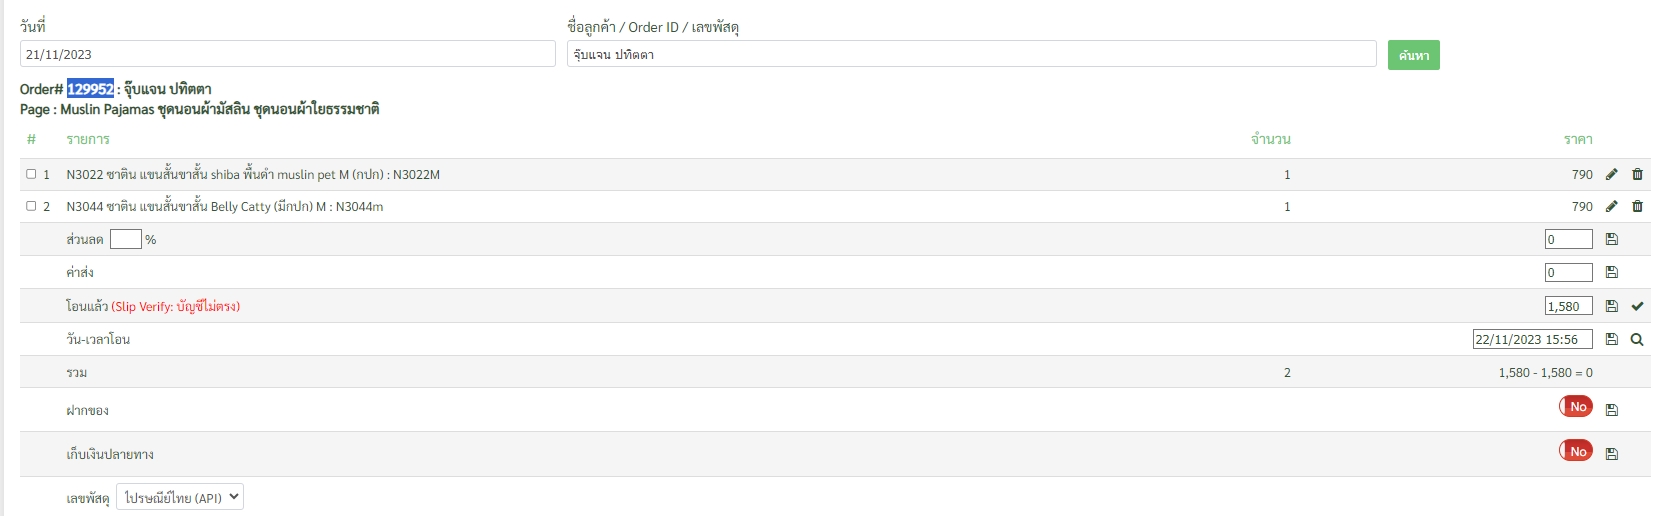 วันที่ ชื่อลูกค้า / Order ID / เลขพัสดุ
21/11/2023 จุ๊บแจน ปทิตตา ค้นหา
Order# 129952 : จุ๊บแจน ปทิตตา
Page : Muslin Pajamas ชุดนอนผ้ามัสลิน ชุดนอนผ้าใยธรรมชาติ
# รายการ จำนวน ราคา
1 N3022 ซาติน แขนสั้นขาสั้น shiba พื้นดำ muslin pet M (กปก) : N3022M 1 790
2 N3044 ซาติน แขนสั้นขาสั้น Belly Catty (มีกปก) M : N3044m 1 790
ส่วนลด % 0
ค่าส่ง 0
โอนแล้ว (Slip Verify: บัญชีไม่ตรง) 1,580
วัน-เวลาโอน 22/11/2023 15:56
รวม 2 1,580 - 1,580 = 0
ฝากของ No
เก็บเงินปลายทาง No
เลขพัสดุ ไปรษณีย์ไทย (API)